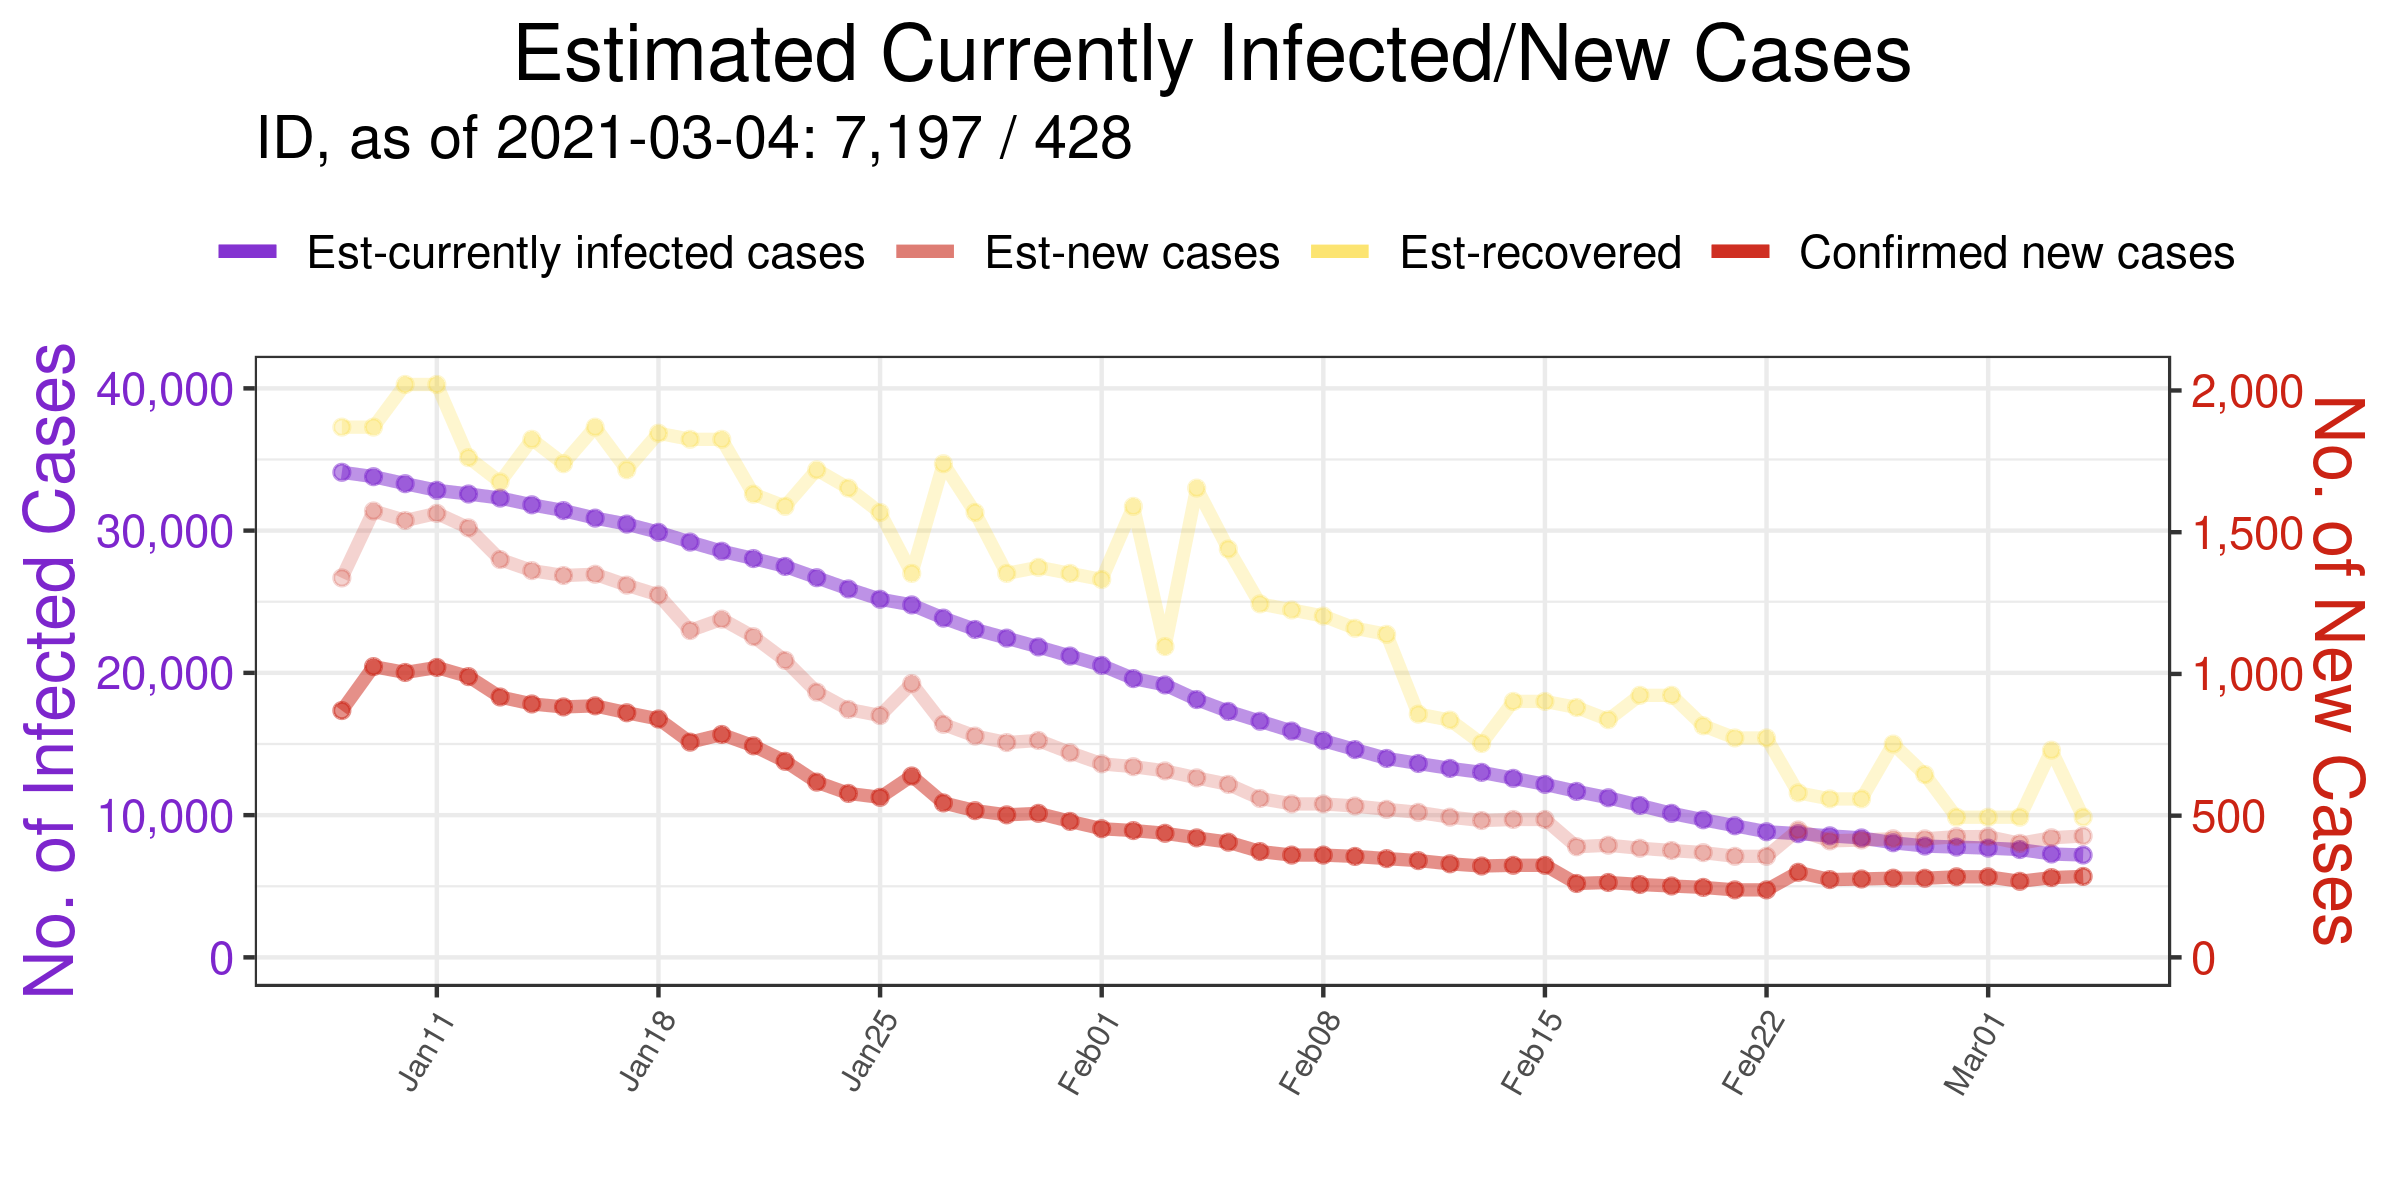 Estimated Currently Infected/New Cases
ID, as of 2021-03-04: 7,197 / 428
Est-currently infected cases Est-new cases Est-recovered Confirmed new cases
No. of Infected Cases
40,000
30,000
20,000
10,000
0
2,000
1,500
1,000
500
0
No. of New Cases
Jan11 Jan18 Jan25 Feb01 Feb08 Feb15 Feb22 Mar01